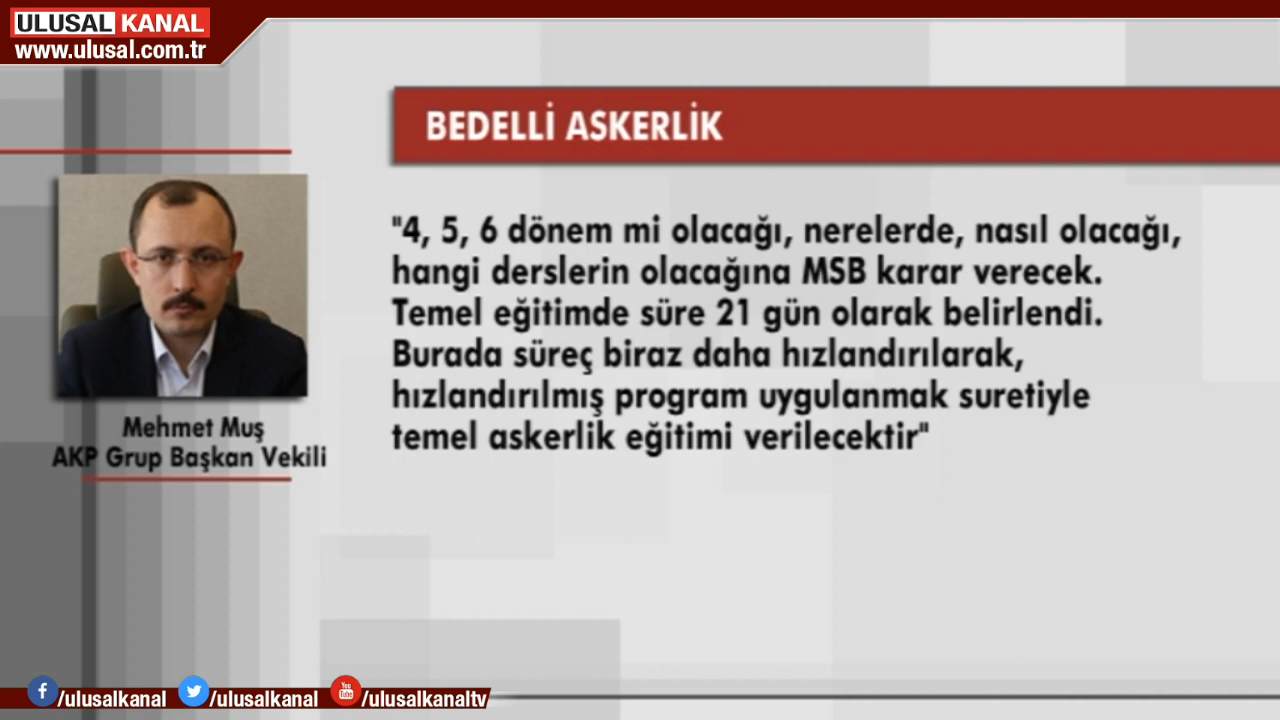 ULUSAL KANAL
www.ulusal.com.tr
BEDELLİ ASKERLİK
"4, 5, 6 dönem mi olacağı, nerelerde, nasıl olacağı,
hangi derslerin olacağına MSB karar verecek.
Temel eğitimde süre 21 gün olarak belirlendi.
Burada süreç biraz daha hızlandırılarak,
hızlandırılmış program uygulanmak suretiyle
temel askerlik eğitimi verilecektir"
Mehmet Muş
AKP Grup Başkan Vekili
f /ulusalkanal /ulusalkanal You Tube /ulusalkanaltv